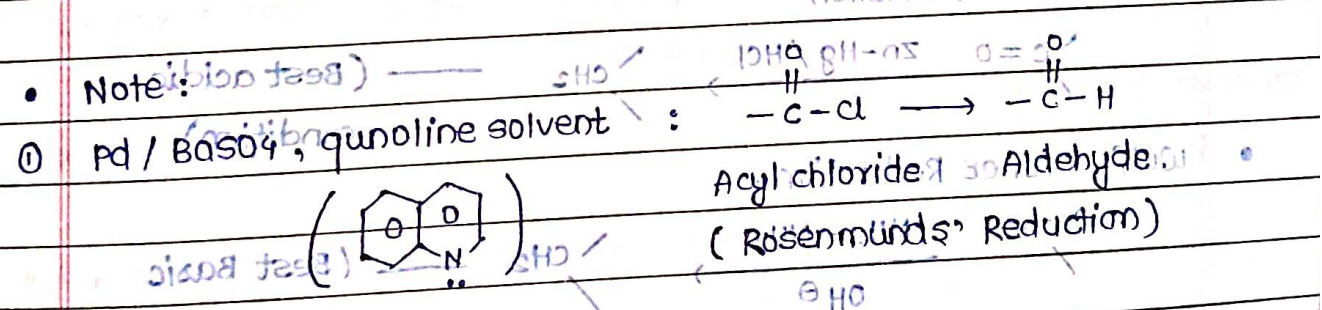 • Note:
① Pd / BaSO4, qunoline solvent : -C-Cl → -C-H
O O
Acyl chloride Aldehyde.
N
(Rosenmunds' Reduction)